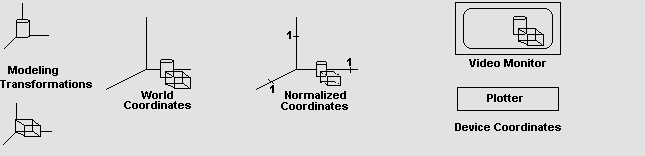 Modeling
Transformations
World
Coordinates
1
1
1
Normalized
Coordinates
Video Monitor
Plotter
Device Coordinates